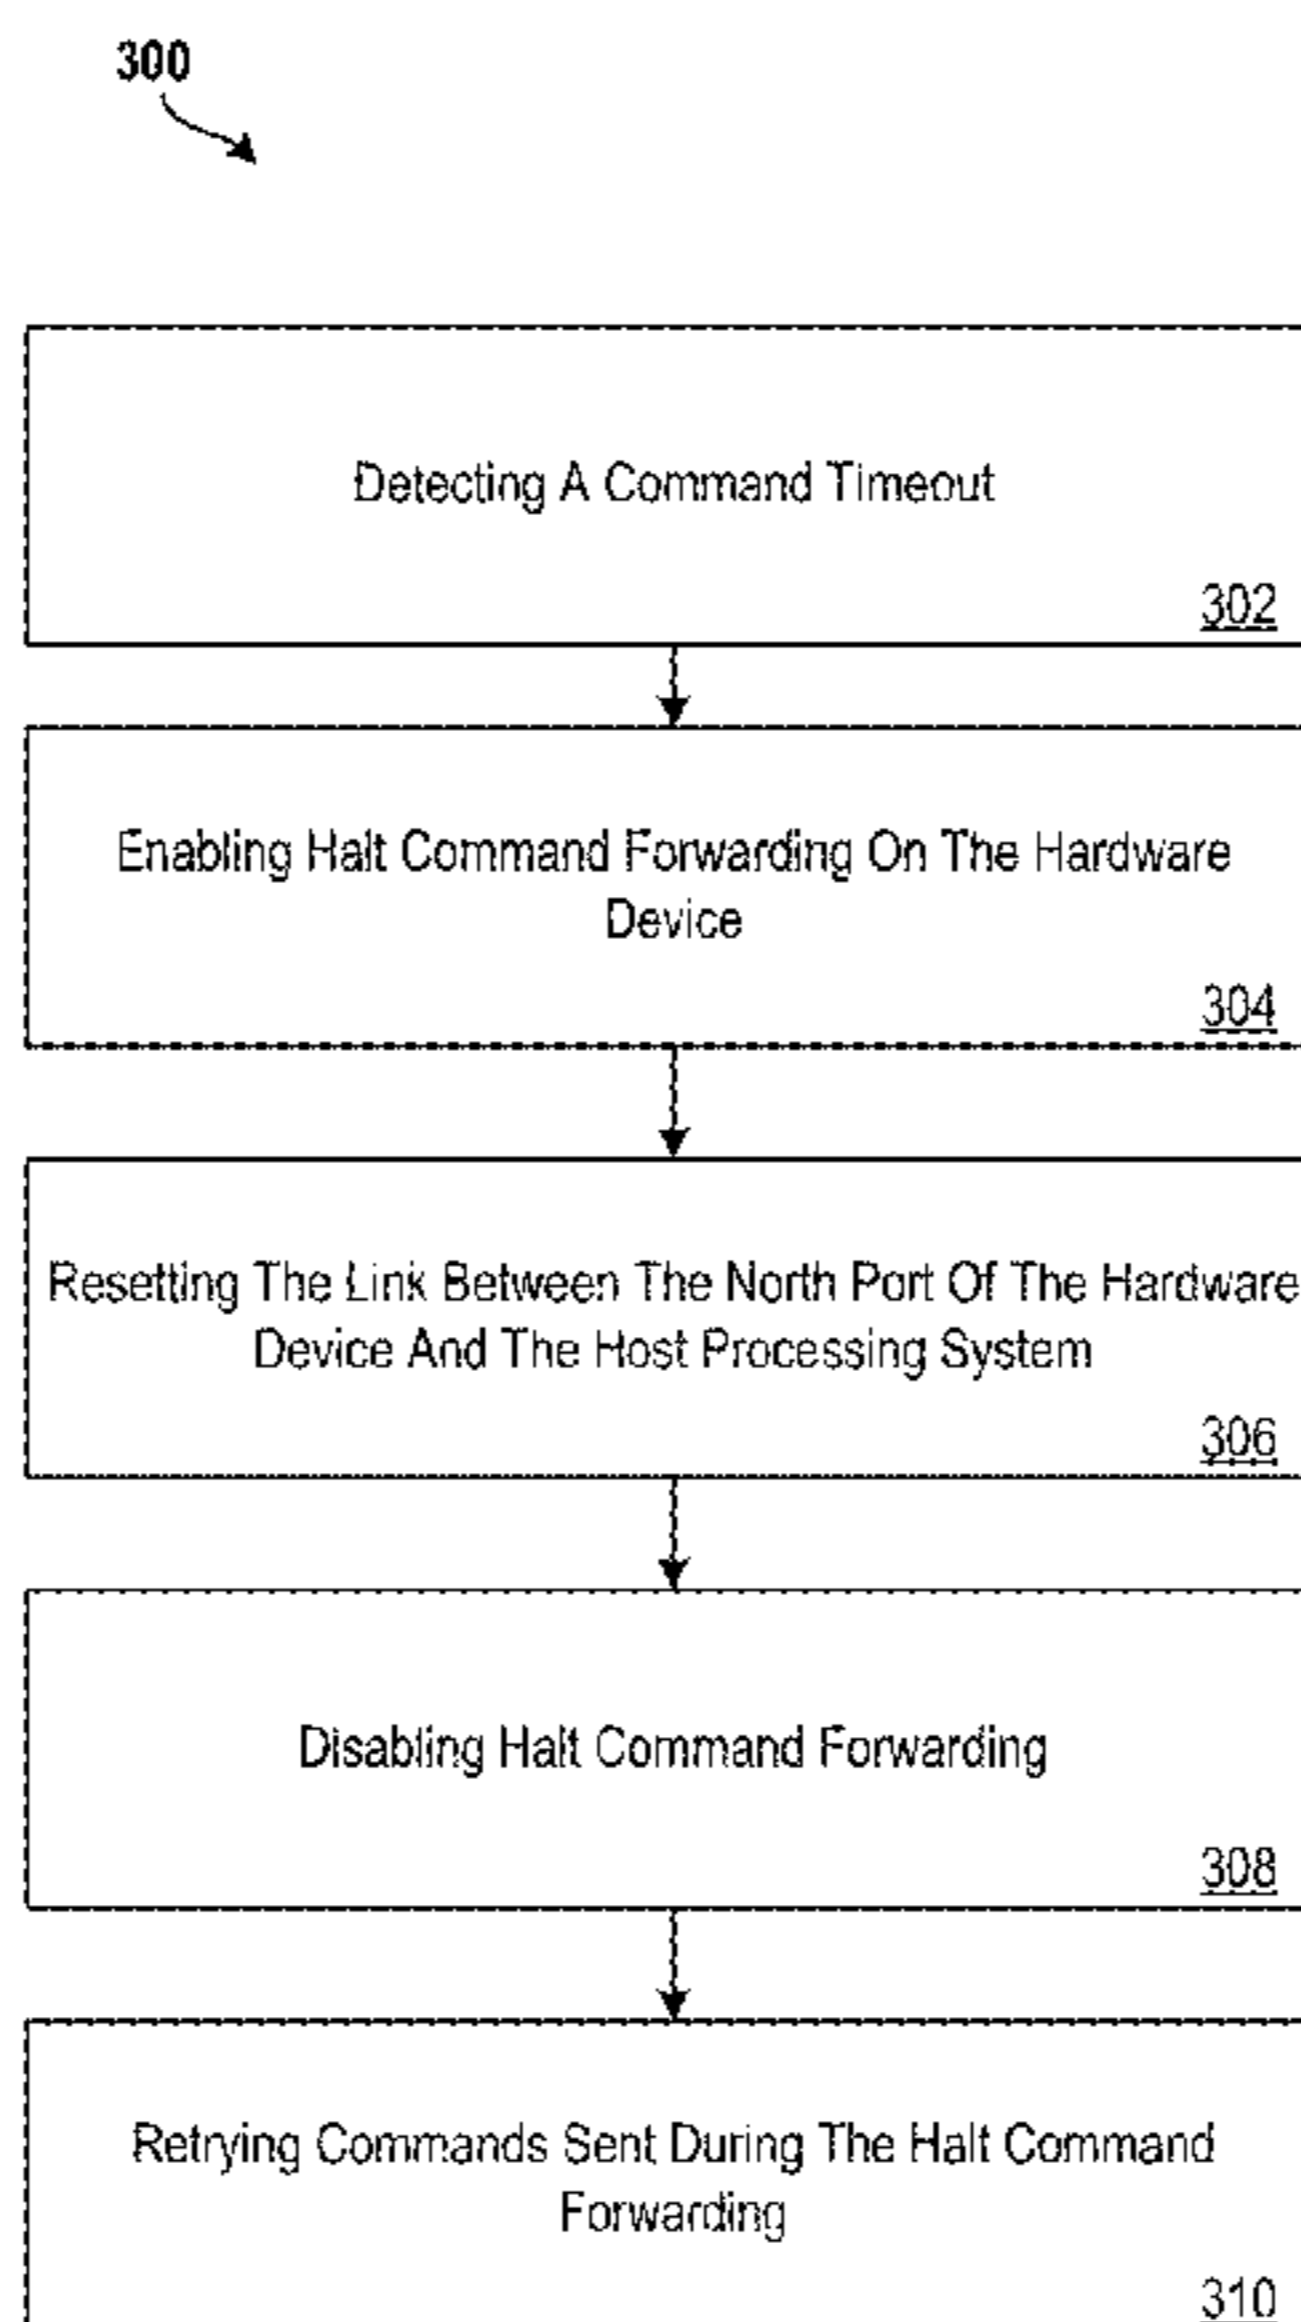 300
Detecting A Command Timeout
302
Enabling Halt Command Forwarding On The Hardware
Device
304
Resetting The Link Between The North Port Of The Hardware
Device And The Host Processing System
306
Disabling Halt Command Forwarding
308
Retrying Commands Sent During The Halt Command
Forwarding
310